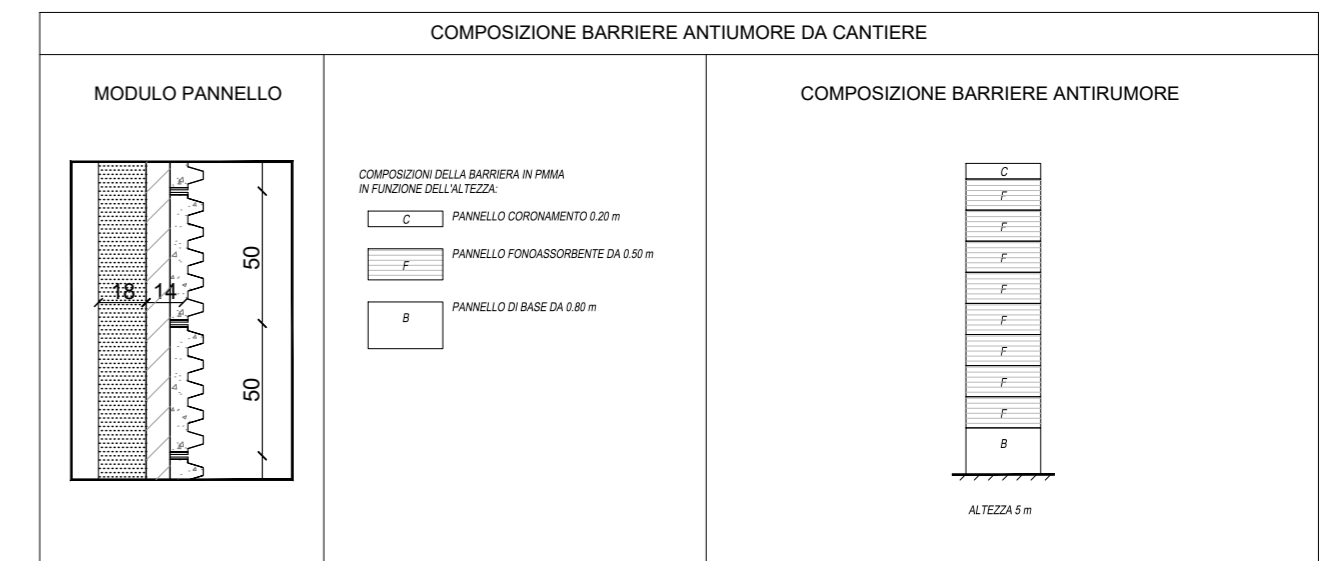 COMPOSIZIONE BARRIERE ANTIUMORE DA CANTIERE
MODULO PANNELLO
18
14
50
50
COMPOSIZIONI DELLA BARRIERA IN PMMA
IN FUNZIONE DELL'ALTEZZA:
C PANNELLO CORONAMENTO 0.20 m
F PANNELLO FONOASSORBENTE DA 0.50 m
B PANNELLO DI BASE DA 0.80 m
COMPOSIZIONE BARRIERE ANTIRUMORE
C
F
F
F
F
F
F
F
F
B
ALTEZZA 5 m